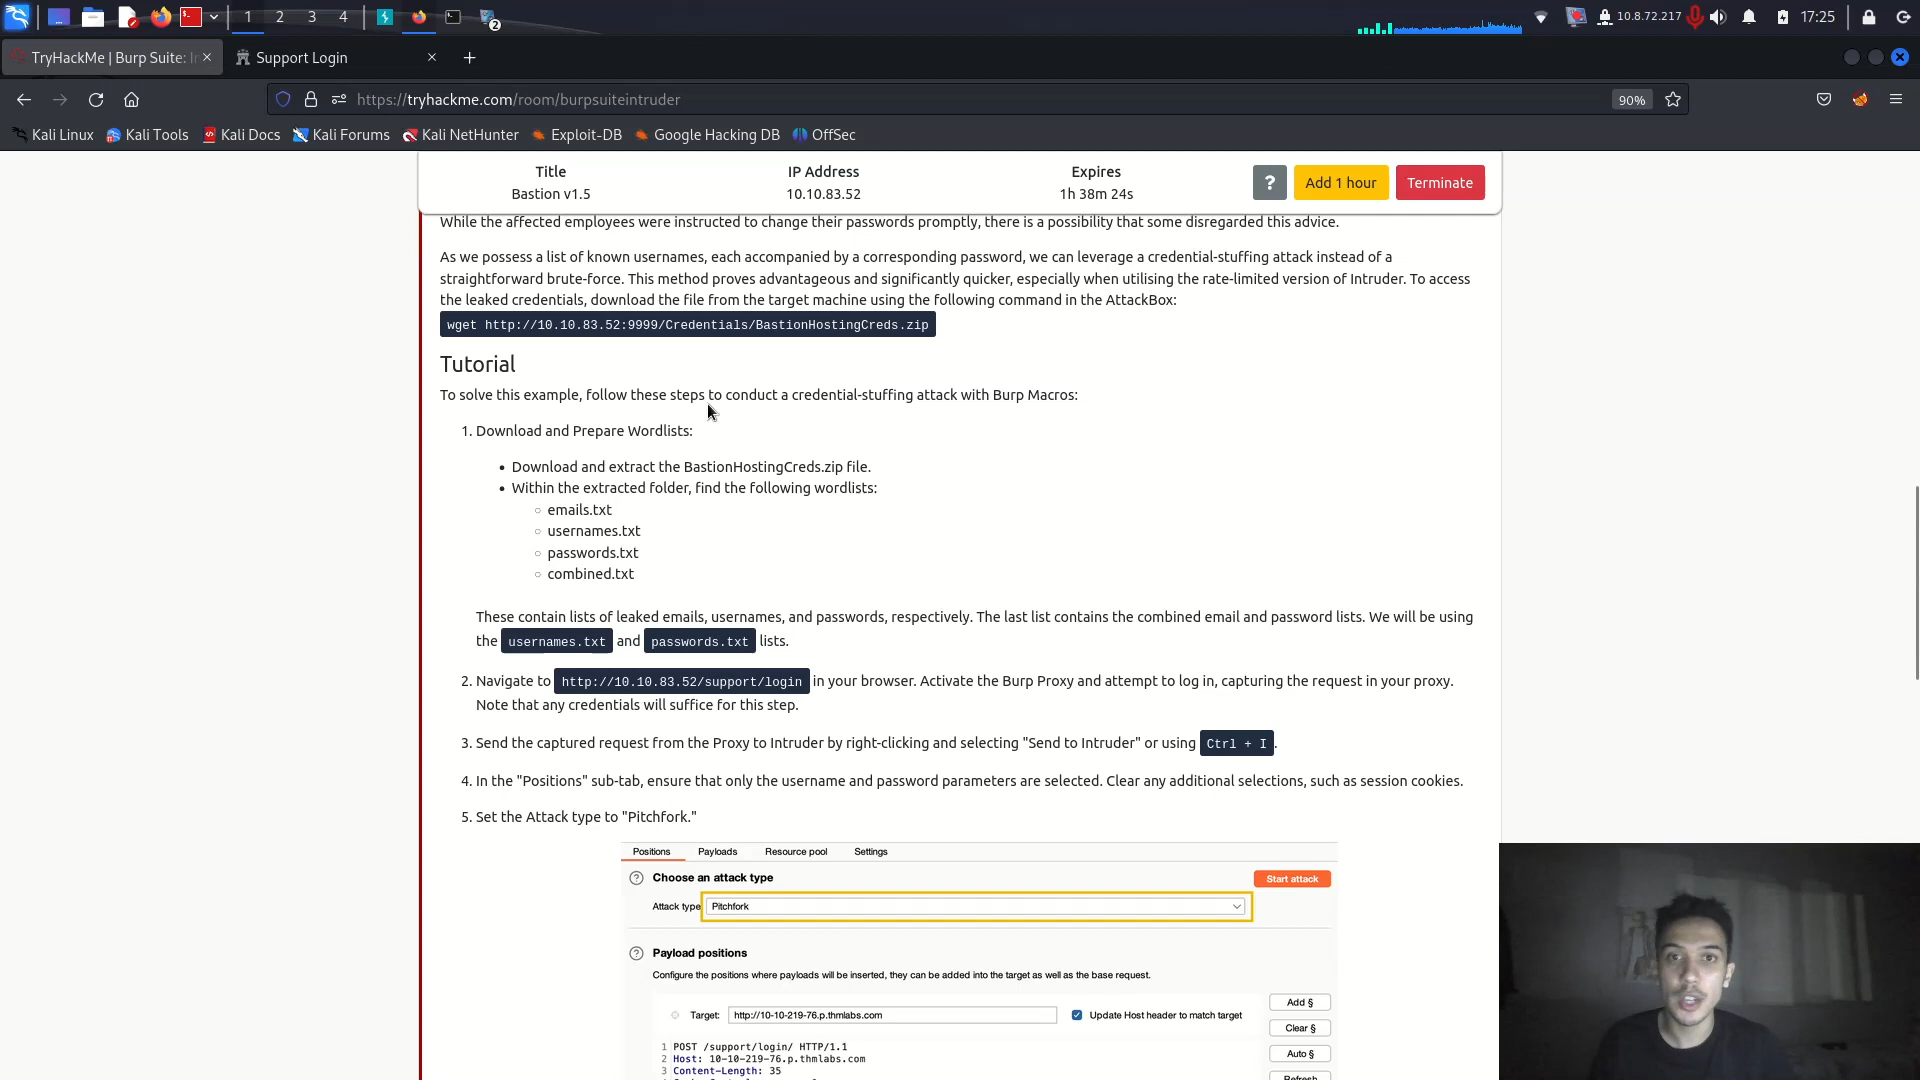 1 2 3 4 2 10.8.72.217 17:25
TryHackMe | Burp Suite: In Support Login
https://tryhackme.com/room/burpsuiteintruder 90%
Kali Linux Kali Tools Kali Docs Kali Forums Kali NetHunter Exploit-DB Google Hacking DB OffSec
Title IP Address Expires
Bastion v1.5 10.10.83.52 1h 38m 24s ? Add 1 hour Terminate
While the affected employees were instructed to change their passwords promptly, there is a possibility that some disregarded this advice.
As we possess a list of known usernames, each accompanied by a corresponding password, we can leverage a credential-stuffing attack instead of a
straightforward brute-force. This method proves advantageous and significantly quicker, especially when utilising the rate-limited version of Intruder. To access
the leaked credentials, download the file from the target machine using the following command in the AttackBox:
wget http://10.10.83.52:9999/Credentials/BastionHostingCreds.zip
Tutorial
To solve this example, follow these steps to conduct a credential-stuffing attack with Burp Macros:
1. Download and Prepare Wordlists:
• Download and extract the BastionHostingCreds.zip file.
• Within the extracted folder, find the following wordlists:
○ emails.txt
○ usernames.txt
○ passwords.txt
○ combined.txt
These contain lists of leaked emails, usernames, and passwords, respectively. The last list contains the combined email and password lists. We will be using
the usernames.txt and passwords.txt lists.
2. Navigate to http://10.10.83.52/support/login in your browser. Activate the Burp Proxy and attempt to log in, capturing the request in your proxy.
Note that any credentials will suffice for this step.
3. Send the captured request from the Proxy to Intruder by right-clicking and selecting "Send to Intruder" or using Ctrl + I.
4. In the "Positions" sub-tab, ensure that only the username and password parameters are selected. Clear any additional selections, such as session cookies.
5. Set the Attack type to "Pitchfork."
Positions Payloads Resource pool Settings
? Choose an attack type Start attack
Attack type Pitchfork
? Payload positions
Configure the positions where payloads will be inserted, they can be added into the target as well as the base request.
Add §
Target: http://10-10-219-76.p.thmlabs.com Update Host header to match target
Clear §
1 POST /support/login/ HTTP/1.1
Auto §
2 Host: 10-10-219-76.p.thmlabs.com
3 Content-Length: 35
Refresh